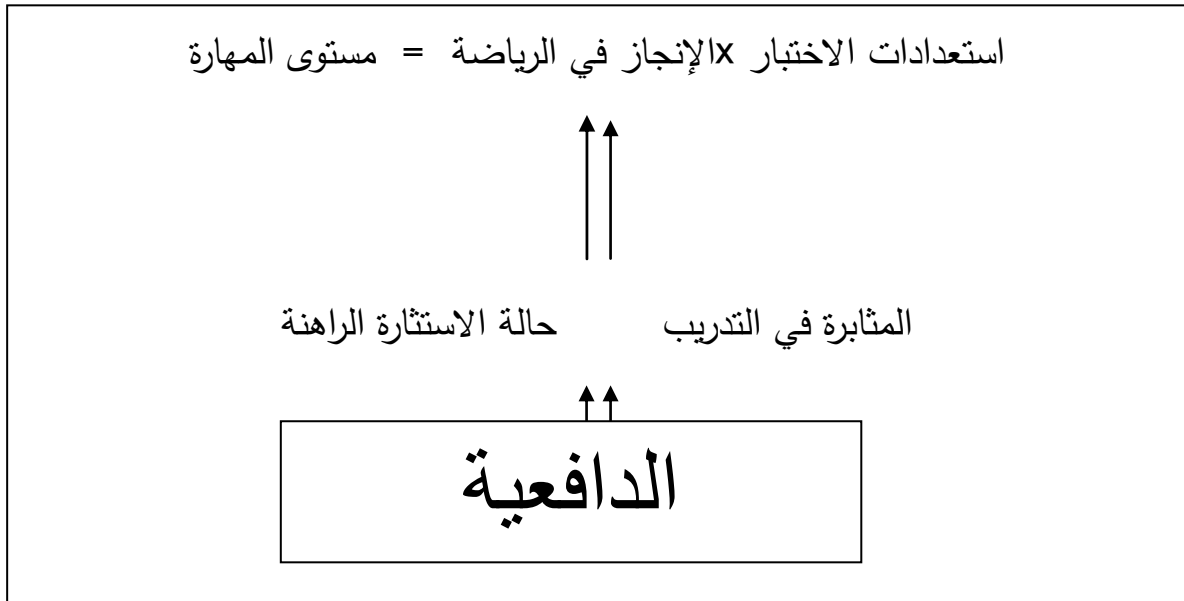 استعدادات الاختبار xالإنجاز في الرياضة = مستوى المهارة
المثابرة في التدريب حالة الاستثارة الراهنة
الدافعية